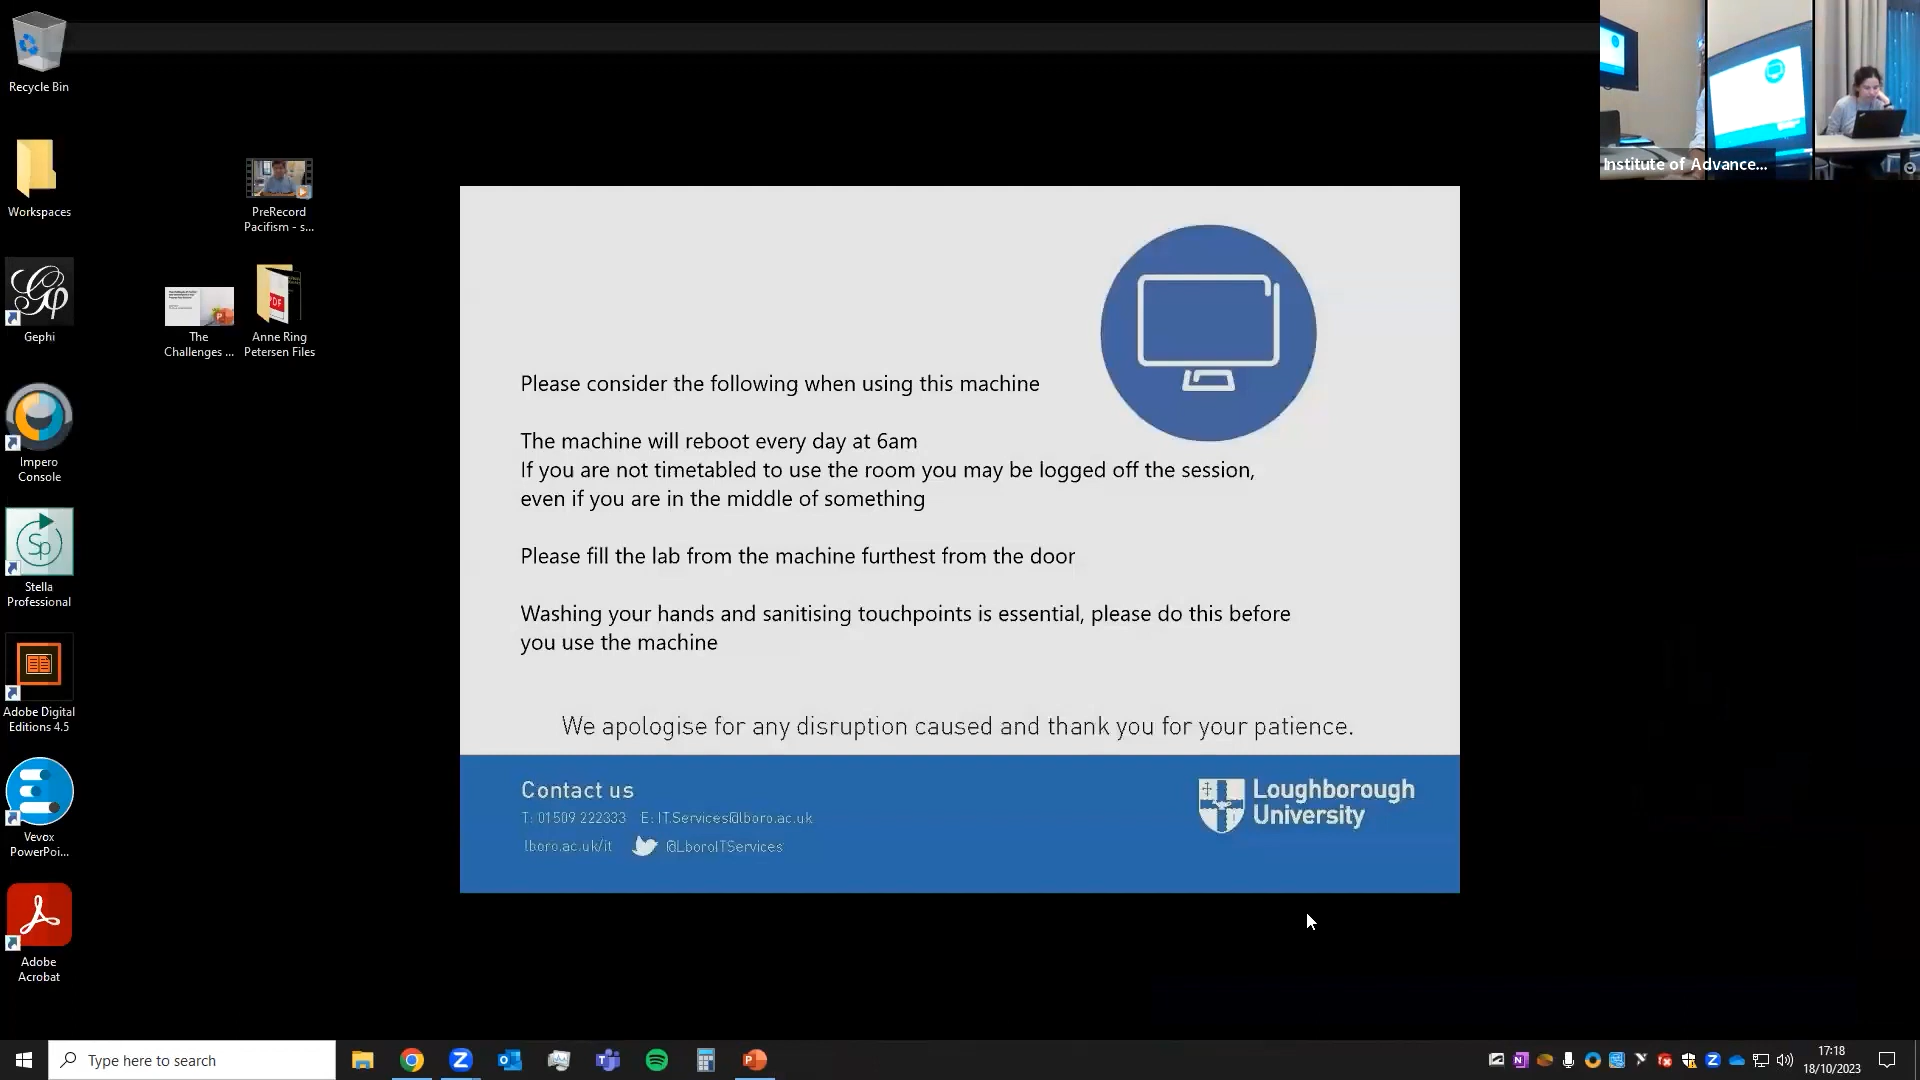 Recycle Bin
Workspaces
Gephi
Impero
Console
Sp
Stella
Professional
Adobe Digital
Editions 4.5
Vevox
PowerPoi...
Adobe
Acrobat
PreRecord
Pacifism - s...
The
Challenges ...
PDF
Anne Ring
Petersen Files
Institute of Advance...
Please consider the following when using this machine
The machine will reboot every day at 6am
If you are not timetabled to use the room you may be logged off the session,
even if you are in the middle of something
Please fill the lab from the machine furthest from the door
Washing your hands and sanitising touchpoints is essential, please do this before
you use the machine
We apologise for any disruption caused and thank you for your patience.
Contact us
T: 01509 222333 E: IT.Services@lboro.ac.uk
lboro.ac.uk/it @LboroITServices
Loughborough
University
Type here to search
17:18
18/10/2023